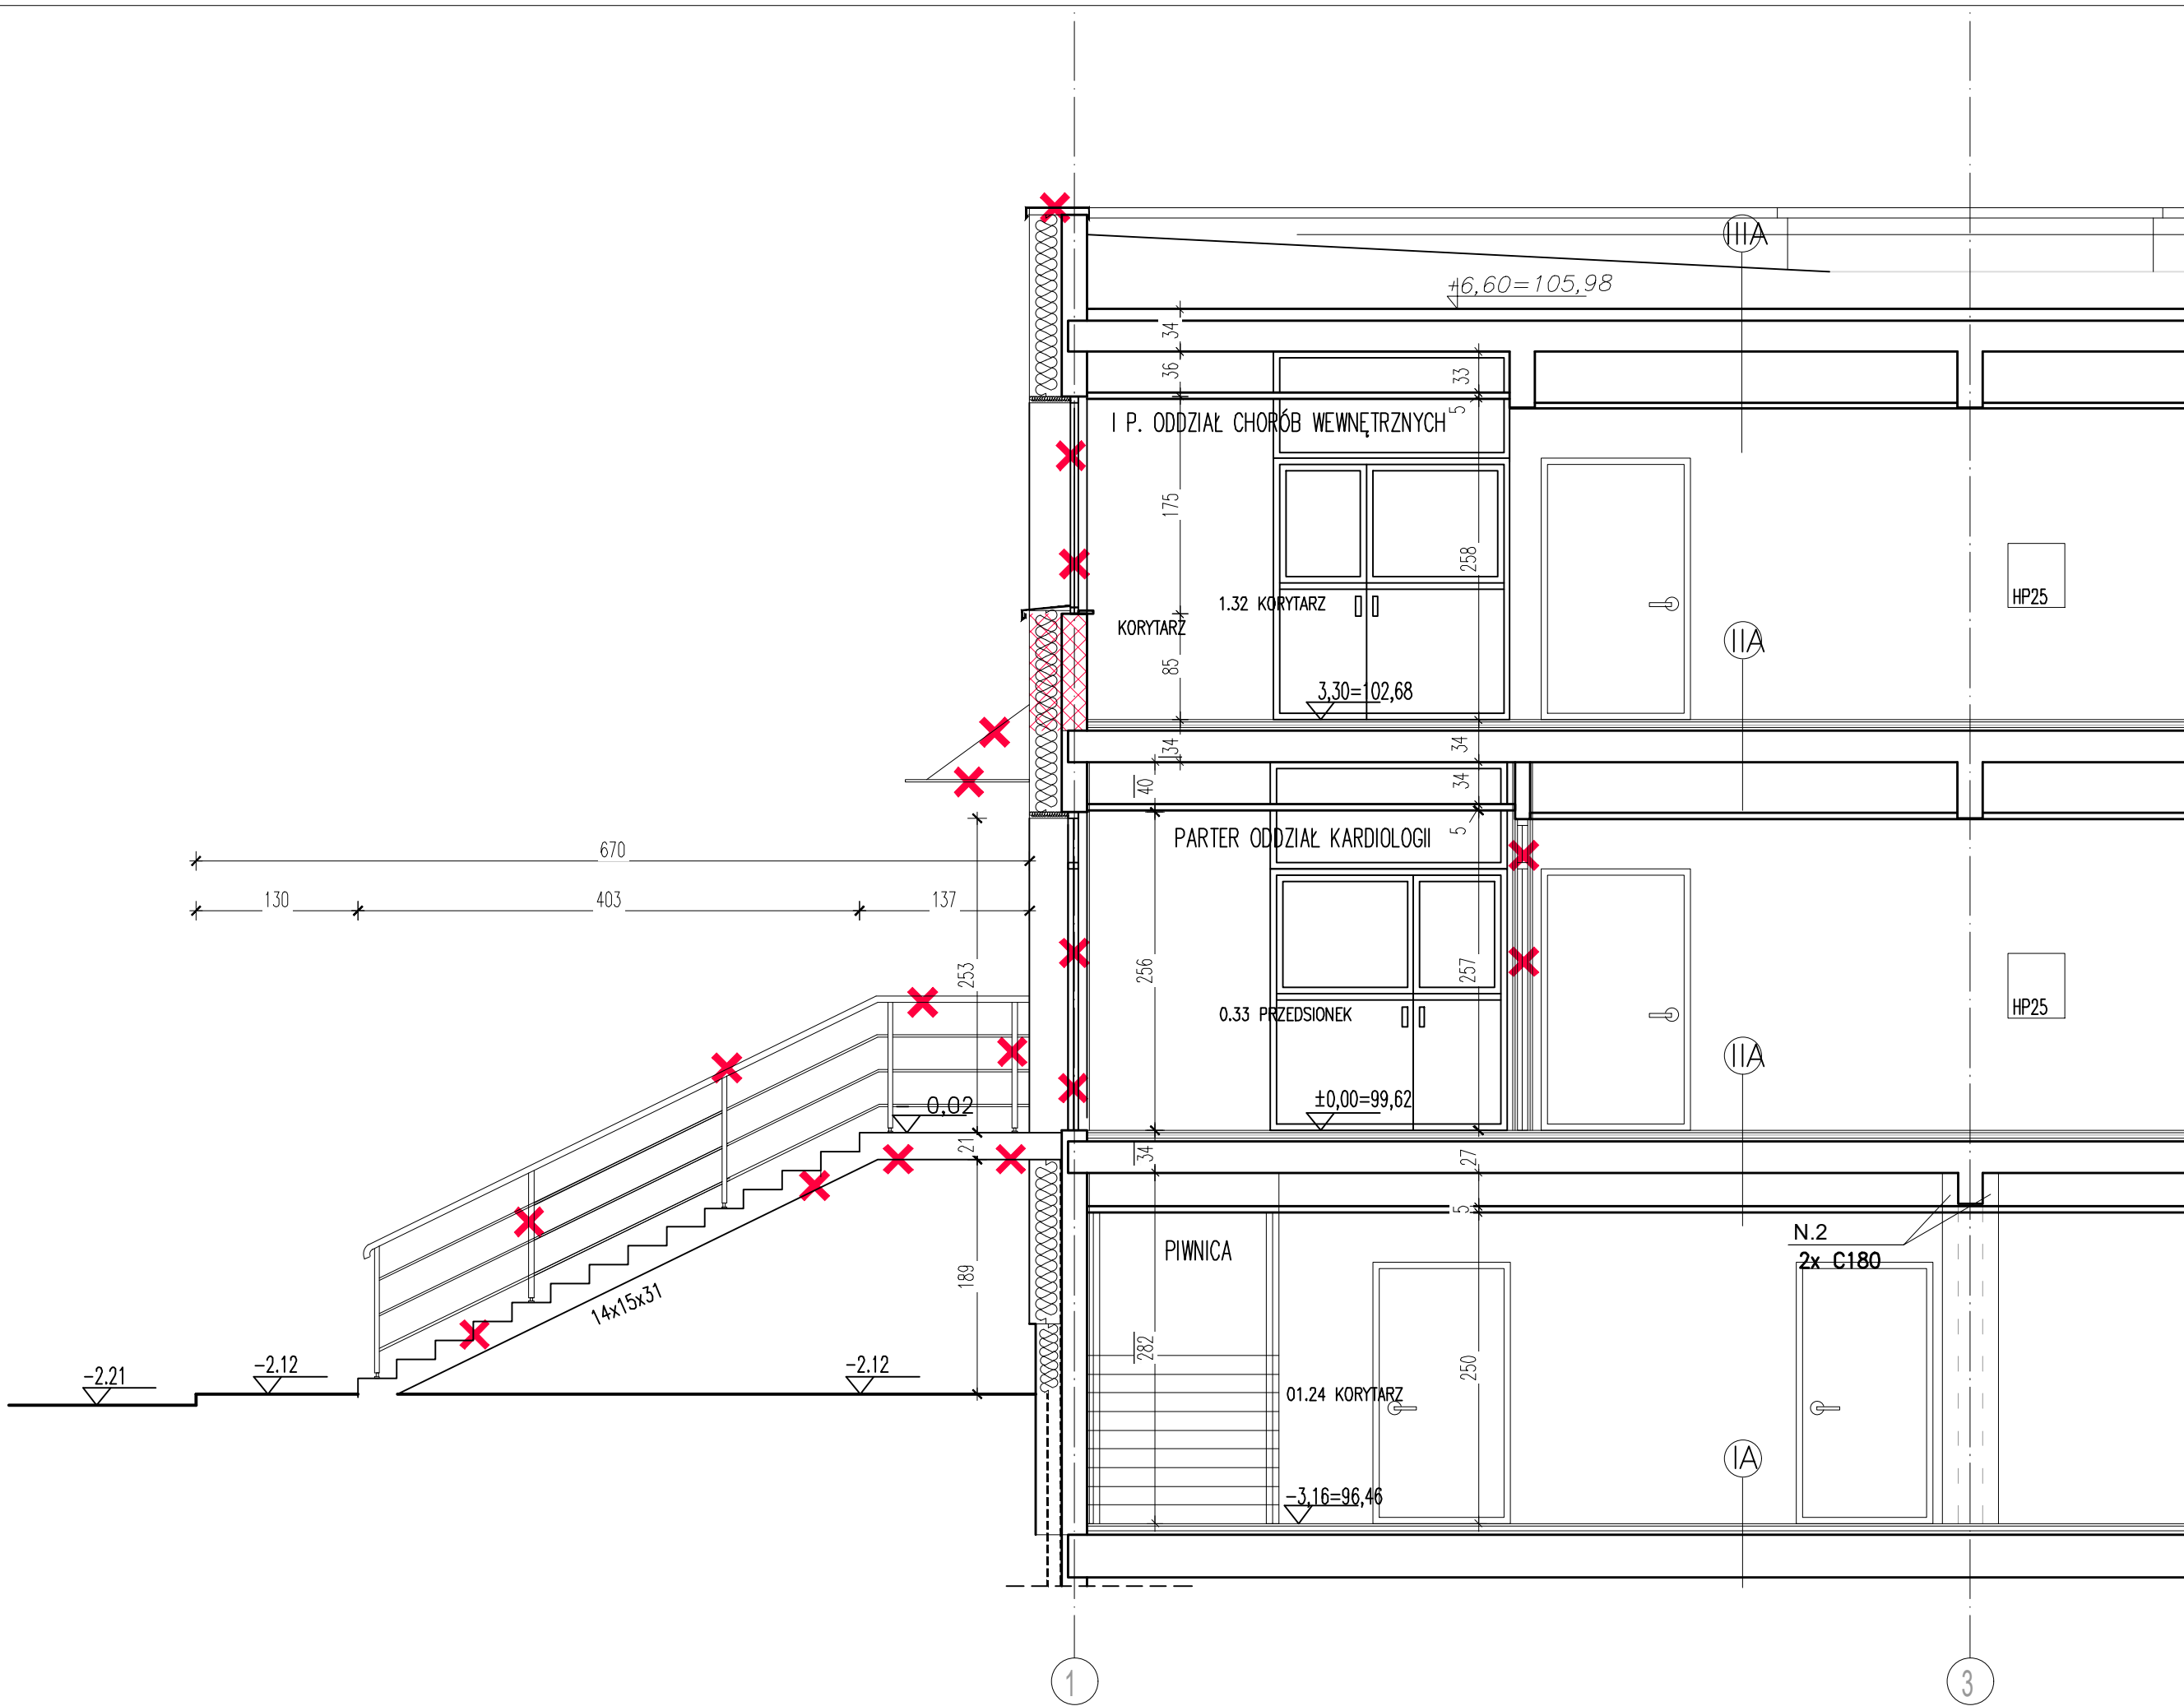 IIIA
+6,60=105,98
34
36
33
5
I P. ODDZIAŁ CHORÓB WEWNĘTRZNYCH
175
258
HP25
1.32 KORYTARZ
KORYTARZ
IIA
85
3,30=102,68
34
34
40
34
5
PARTER ODDZIAŁ KARDIOLOGII
670
130
403
137
253
256
257
HP25
0.33 PRZEDSIONEK
IIA
±0,00=99,62
- 0,02
21
34
27
5
N.2
2x C180
PIWNICA
189
14x15x31
282
250
-2.21
-2.12
-2.12
01.24 KORYTARZ
IA
-3,16=96,46
1
3